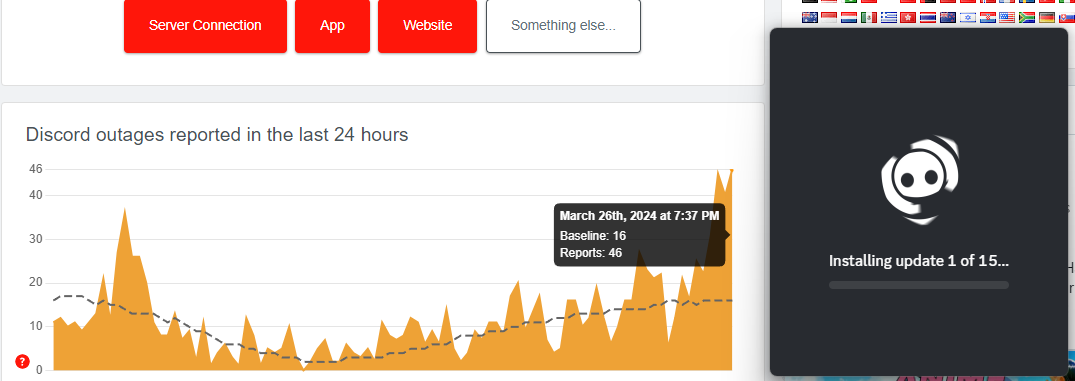 Server Connection
App
Website
Something else...
Discord outages reported in the last 24 hours
46
40
30
20
10
0
March 26th, 2024 at 7:37 PM
Baseline: 16
Reports: 46
?
Installing update 1 of 15...